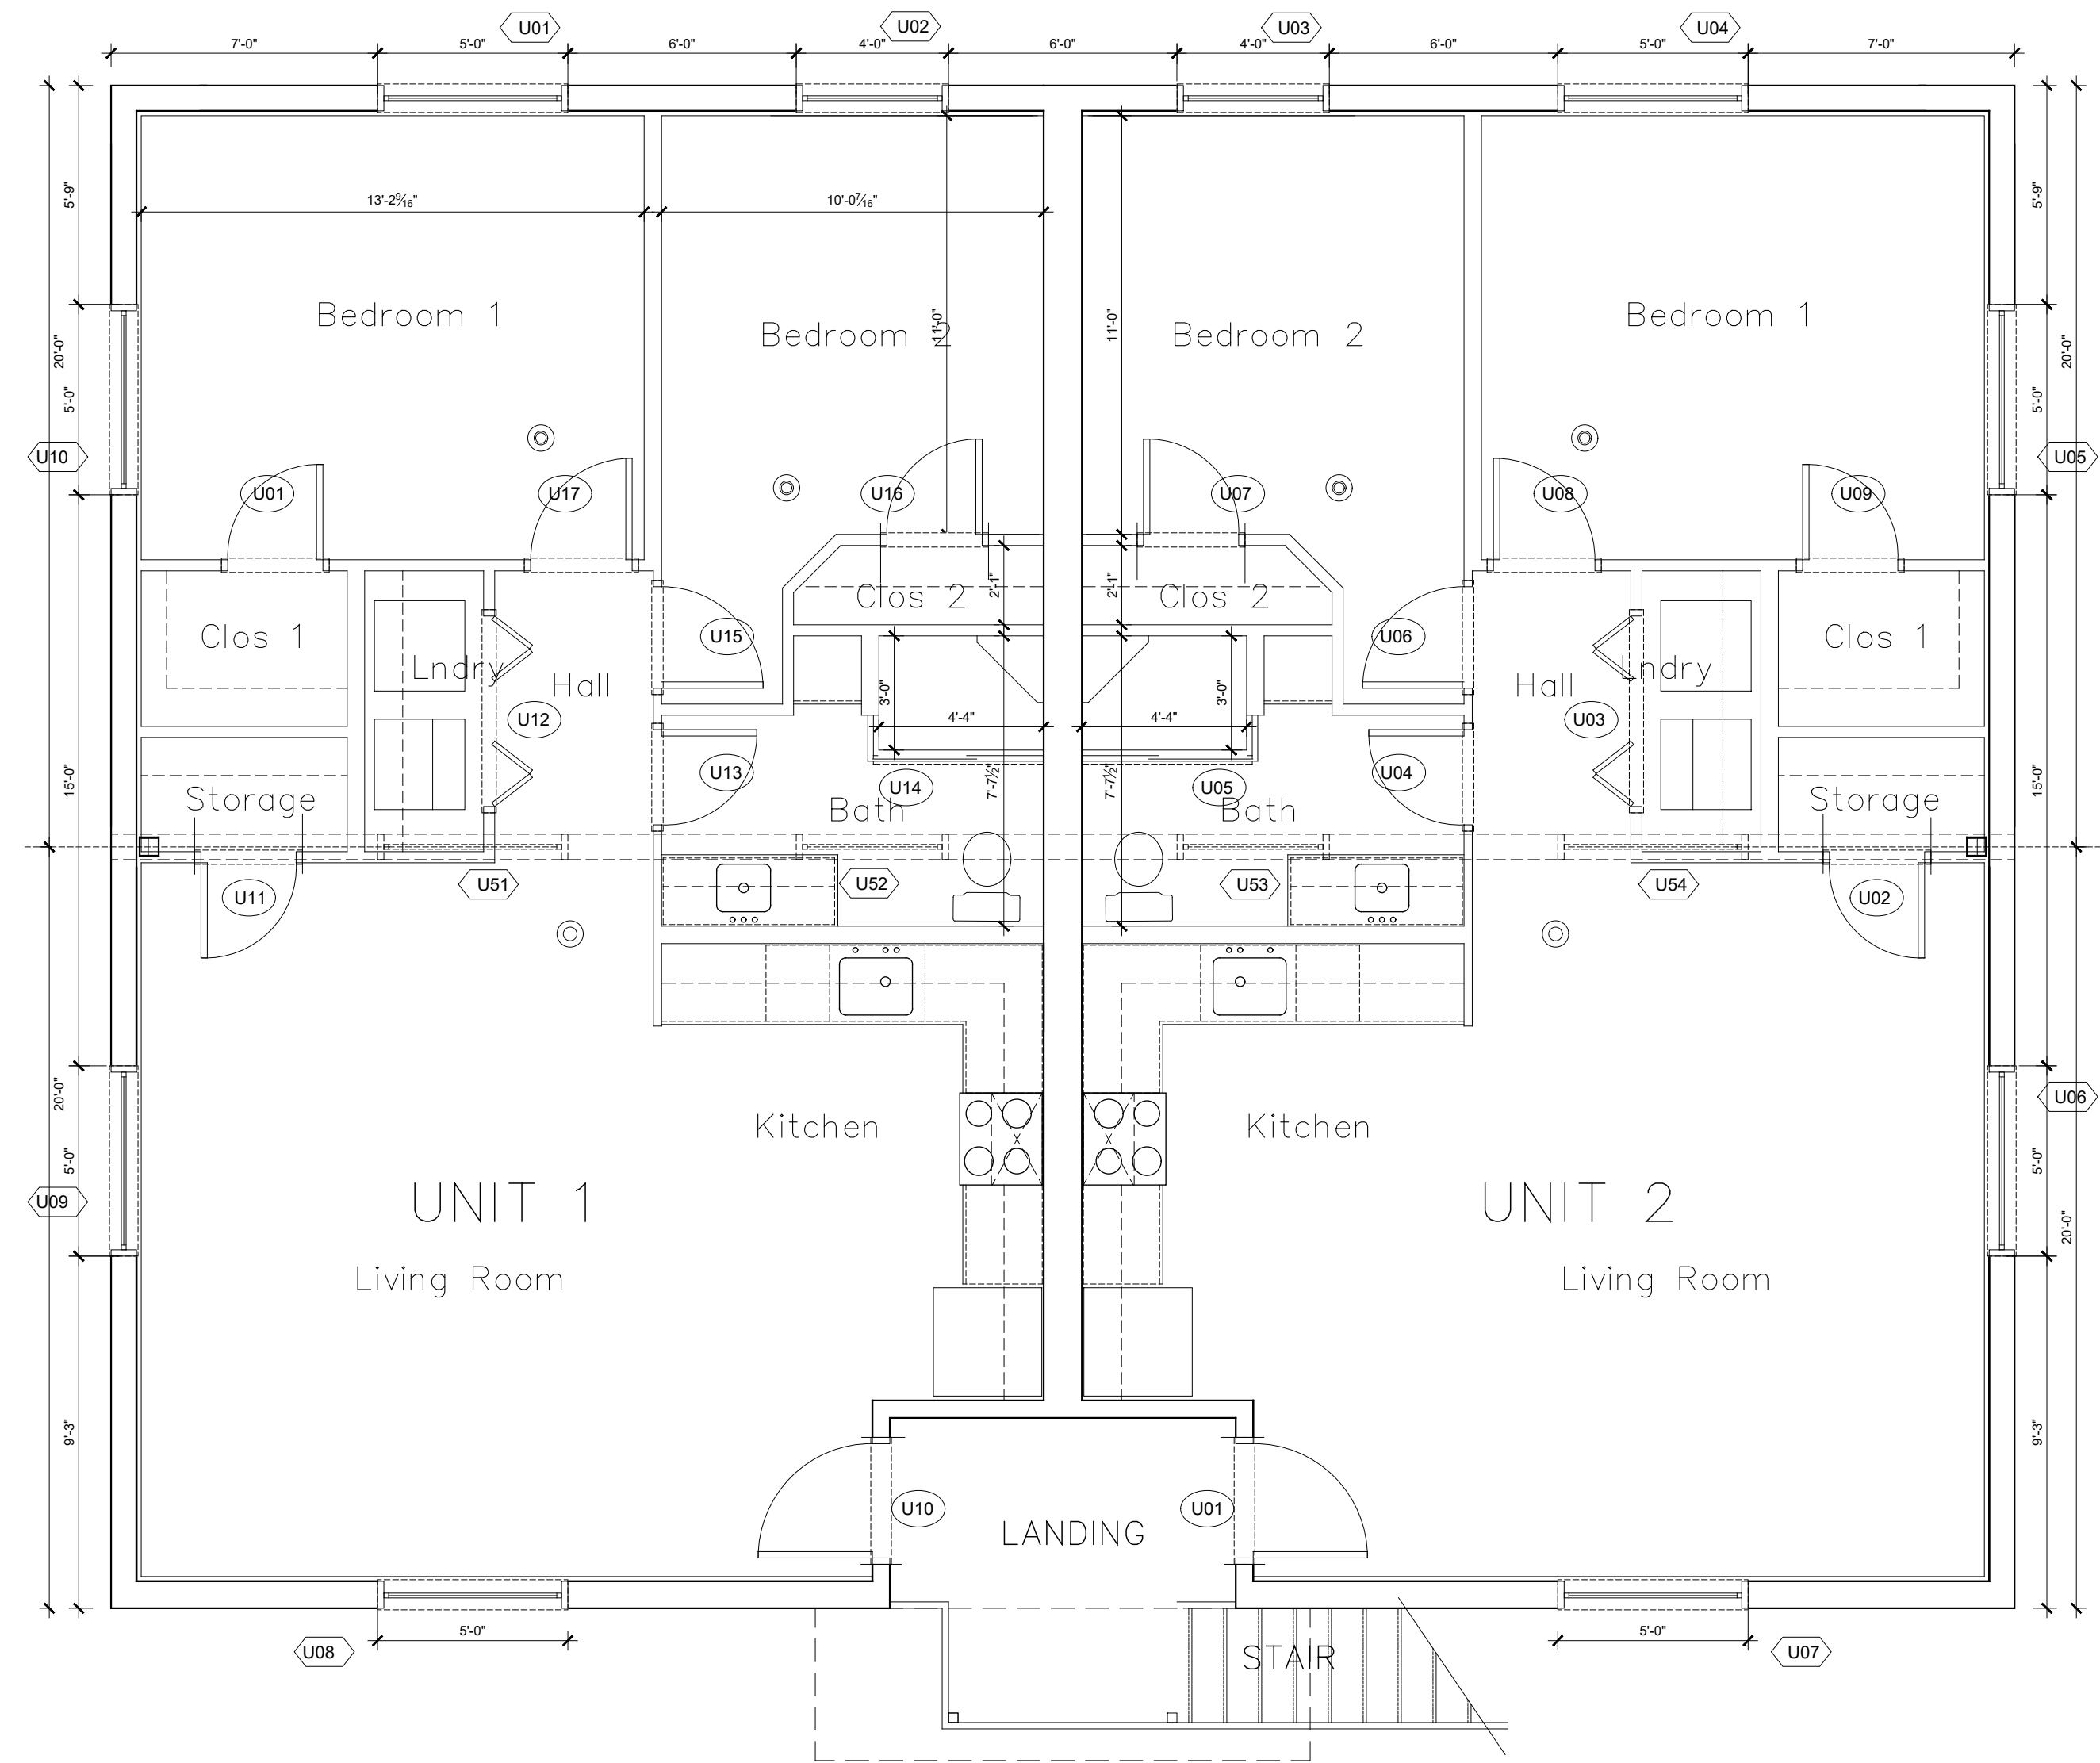 U01
U02
U03
U04
7'-0"
5'-0"
6'-0"
4'-0"
6'-0"
4'-0"
6'-0"
5'-0"
7'-0"
5'-9"
5'-9"
13'-2 9/16"
10'-0 7/16"
Bedroom 1
Bedroom 2
11'-0"
11'-0"
Bedroom 2
Bedroom 1
20'-0"
5'-0"
5'-0"
20'-0"
U10
U05
U01
U17
U16
U07
U08
U09
Clos 2
2'-1"
2'-1"
Clos 2
Clos 1
Lndry
Hall
U15
U06
Hall
Lndry
Clos 1
3'-0"
3'-0"
4'-4"
4'-4"
U12
U03
15'-0"
Storage
U13
U14
7'-7½"
7'-7½"
U05
U04
Storage
15'-0"
Bath
Bath
U11
U51
U52
U53
U54
U02
20'-0"
Kitchen
Kitchen
U06
5'-0"
5'-0"
U09
UNIT 1
UNIT 2
20'-0"
Living Room
Living Room
9'-3"
9'-3"
U10
U01
LANDING
5'-0"
5'-0"
U08
STAIR
U07